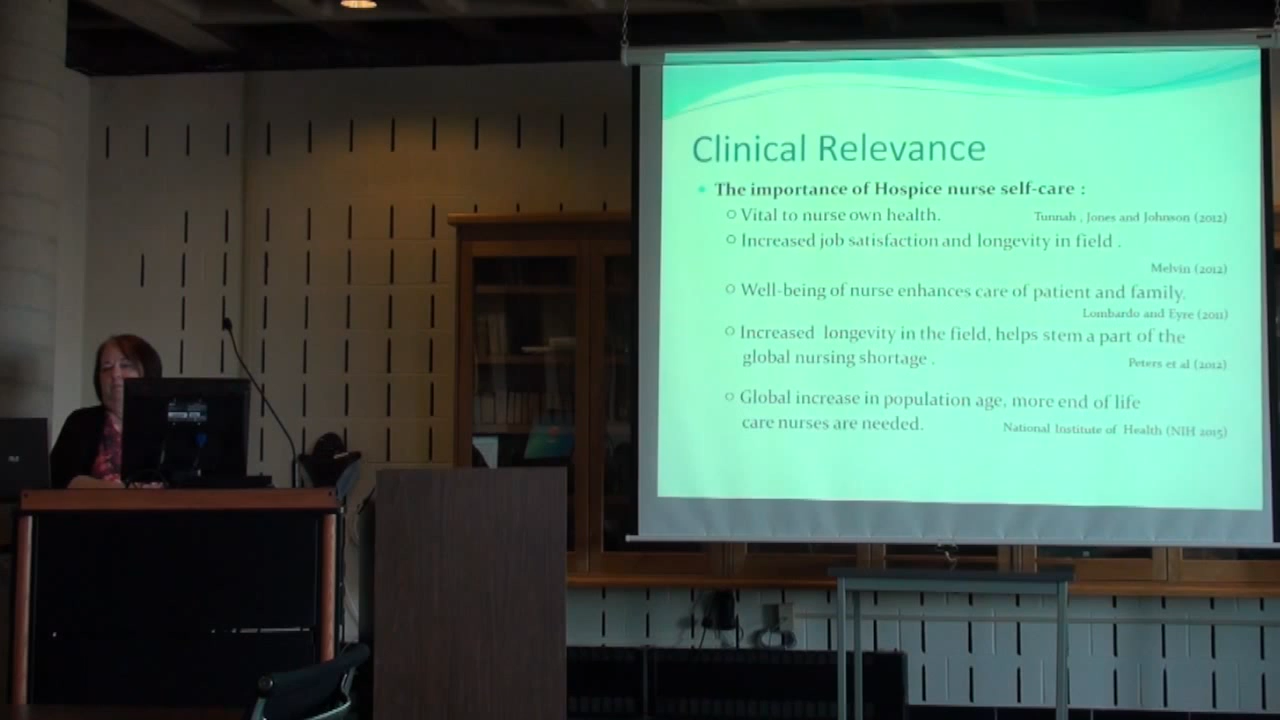 Clinical Relevance
The importance of Hospice nurse self-care :
Vital to nurse own health. Tunnah , Jones and Johnson (2012)
Increased job satisfaction and longevity in field .
Melvin (2012)
Well-being of nurse enhances care of patient and family.
Lombardo and Eyre (2011)
Increased longevity in the field, helps stem a part of the
global nursing shortage . Peters et al (2012)
Global increase in population age, more end of life
care nurses are needed. National Institute of Health (NIH 2015)